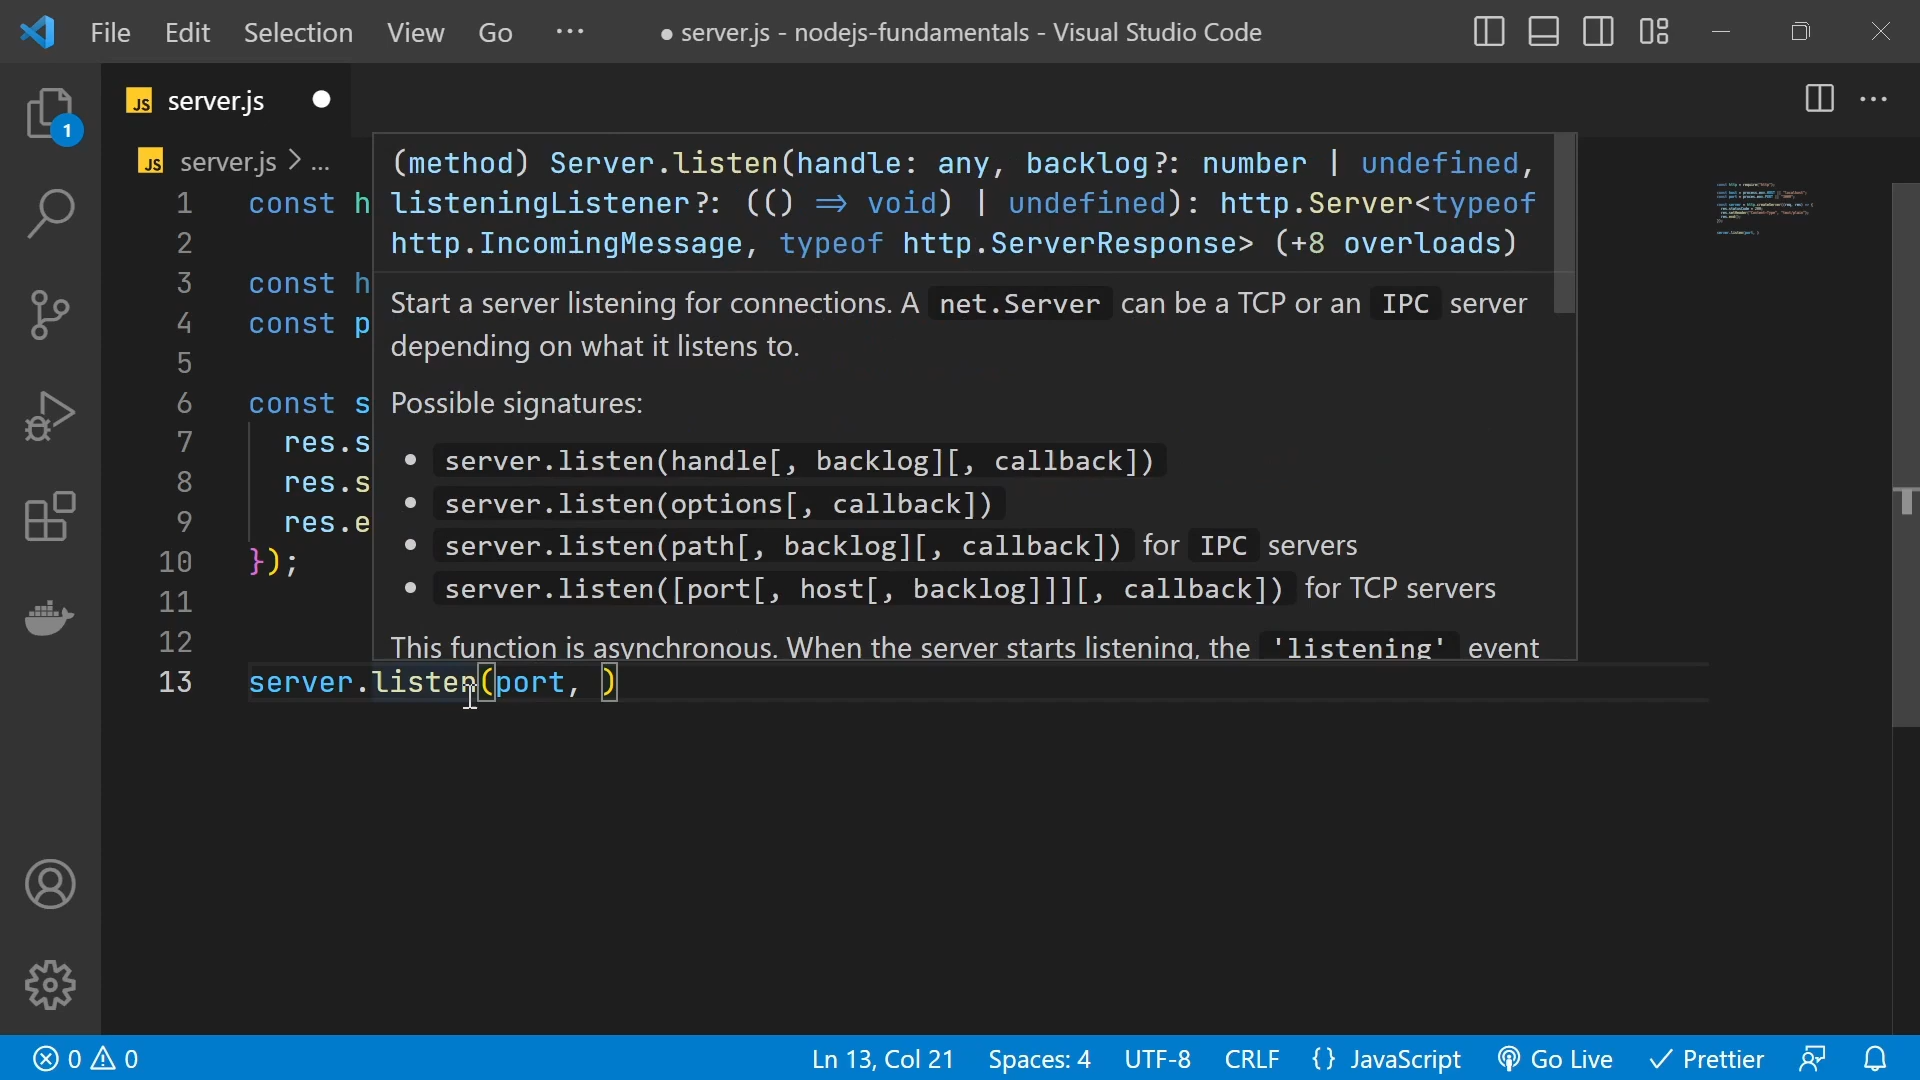 File Edit Selection View Go ··· ● server.js - nodejs-fundamentals - Visual Studio Code
JS server.js ●
JS server.js > ...
1 const h
2
3 const h
4 const p
5
6 const s
7 res.s
8 res.s
9 res.e
10 });
11
12
13 server.listen(port, )
(method) Server.listen(handle: any, backlog?: number | undefined,
listeningListener?: (() => void) | undefined): http.Server<typeof
http.IncomingMessage, typeof http.ServerResponse> (+8 overloads)
Start a server listening for connections. A net.Server can be a TCP or an IPC server
depending on what it listens to.
Possible signatures:
• server.listen(handle[, backlog][, callback])
• server.listen(options[, callback])
• server.listen(path[, backlog][, callback]) for IPC servers
• server.listen([port[, host[, backlog]]][, callback]) for TCP servers
This function is asynchronous. When the server starts listening, the 'listening' event
1
0 0 Ln 13, Col 21 Spaces: 4 UTF-8 CRLF {} JavaScript Go Live Prettier